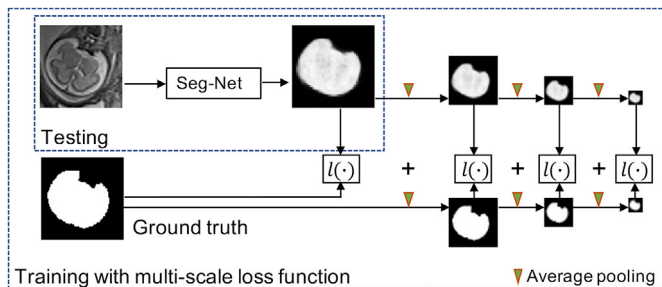 Seg-Net
Testing
l(·) + l(·) + l(·) + l(·)
Ground truth
Training with multi-scale loss function
Average pooling